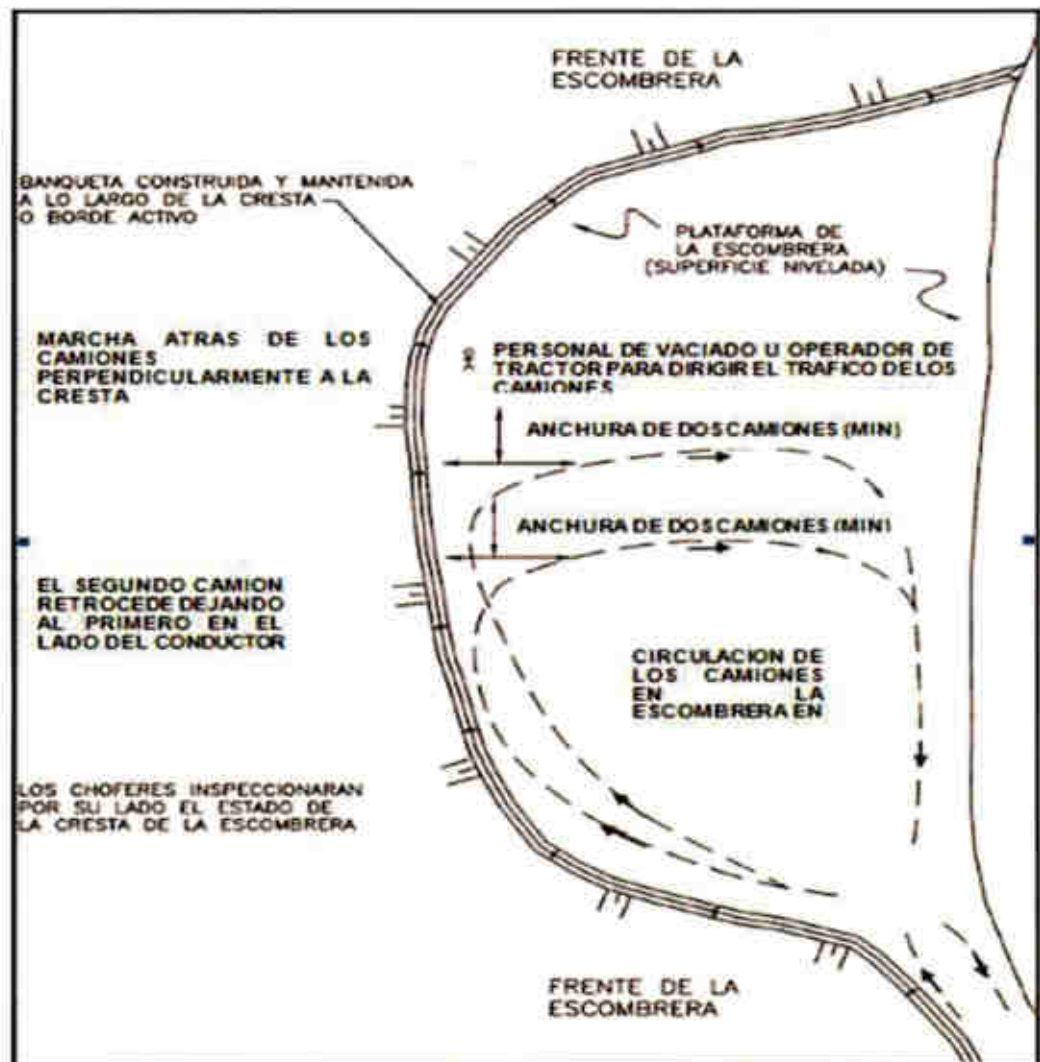 FRENTE DE LA
ESCOMBRERA
BANQUETA CONSTRUIDA Y MANTENIDA
A LO LARGO DE LA CRESTA
O BORDE ACTIVO
PLATAFORMA DE
LA ESCOMBRERA
(SUPERFICIE NIVELADA)
MARCHA ATRAS DE LOS
CAMIONES
PERPENDICULARMENTE A LA
CRESTA
PERSONAL DE VACIADO U OPERADOR DE
TRACTOR PARA DIRIGIR EL TRAFICO DE LOS
CAMIONES
ANCHURA DE DOS CAMIONES (MIN)
ANCHURA DE DOS CAMIONES (MIN)
EL SEGUNDO CAMION
RETROCEDE DEJANDO
AL PRIMERO EN EL
LADO DEL CONDUCTOR
CIRCULACION DE
LOS CAMIONES
EN LA
ESCOMBRERA EN
LOS CHOFERES INSPECCIONARAN
POR SU LADO EL ESTADO DE
LA CRESTA DE LA ESCOMBRERA
FRENTE DE LA
ESCOMBRERA